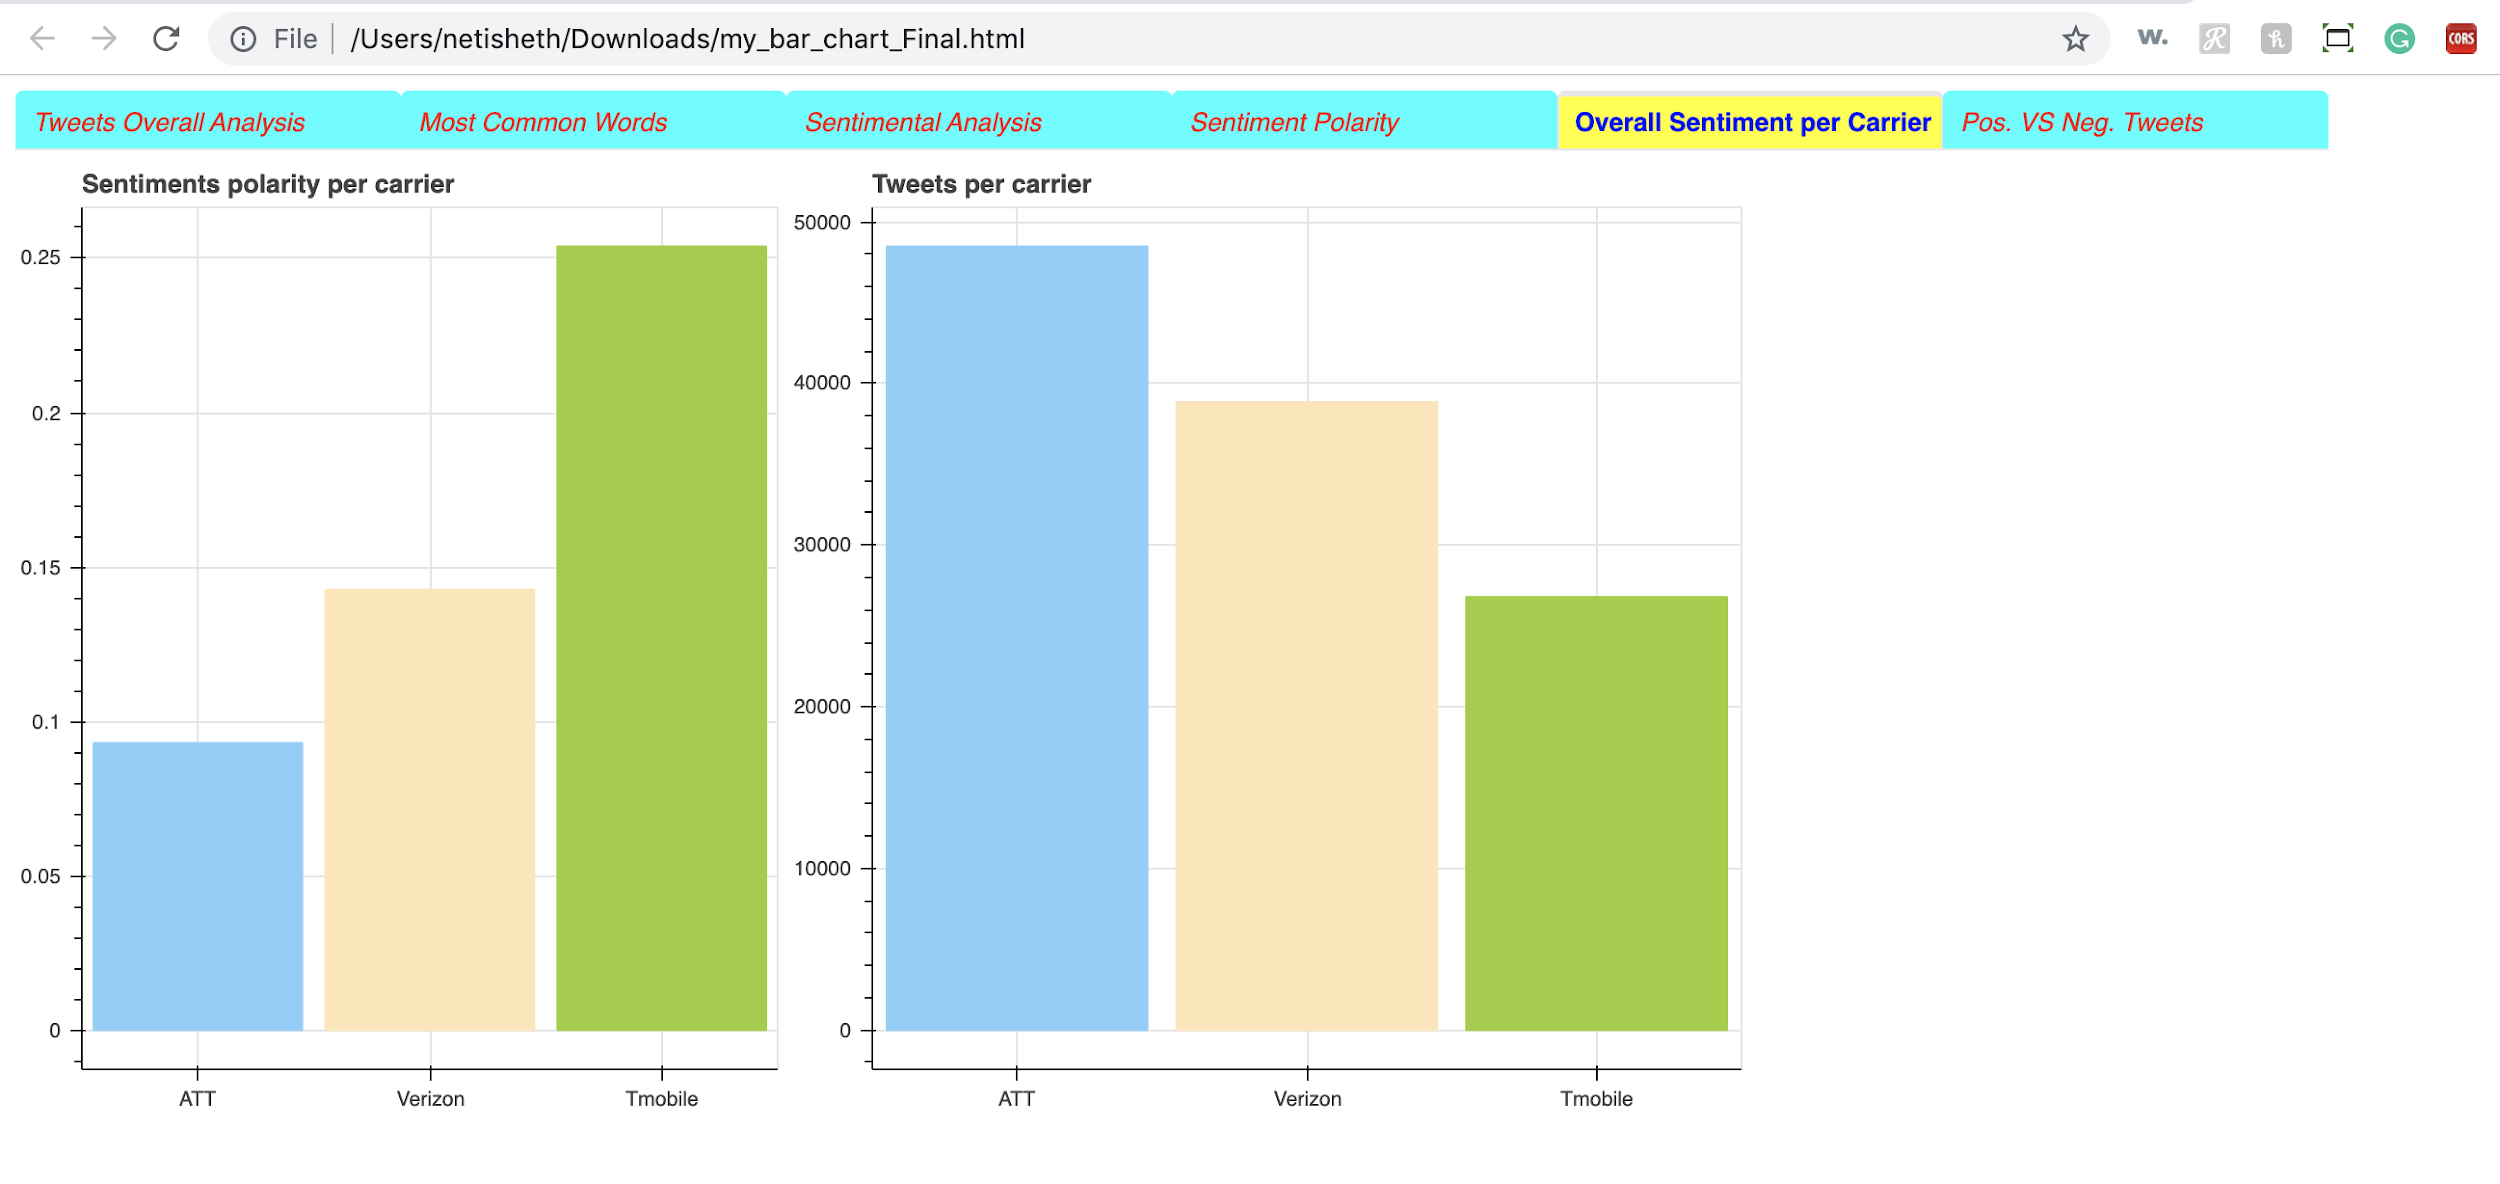 File /Users/netisheth/Downloads/my_bar_chart_Final.html
w. R h G CORS
Tweets Overall Analysis Most Common Words Sentimental Analysis Sentiment Polarity Overall Sentiment per Carrier Pos. VS Neg. Tweets
Sentiments polarity per carrier
0.25
0.2
0.15
0.1
0.05
0
ATT Verizon Tmobile
Tweets per carrier
50000
40000
30000
20000
10000
0
ATT Verizon Tmobile